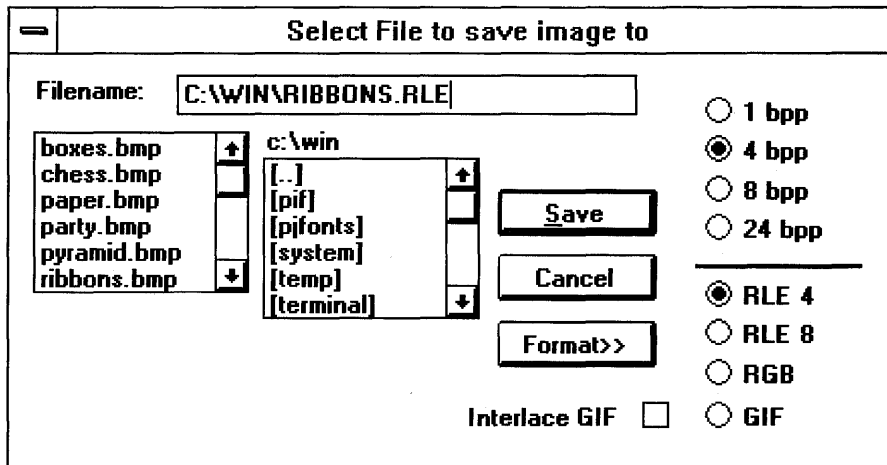 Select File to save image to
Filename: C:\WIN\RIBBONS.RLE
c:\win
boxes.bmp
chess.bmp
paper.bmp
party.bmp
pyramid.bmp
ribbons.bmp
[..]
[pif]
[pjfonts]
[system]
[temp]
[terminal]
Save
Cancel
Format>>
1 bpp
4 bpp
8 bpp
24 bpp
RLE 4
RLE 8
RGB
GIF
Interlace GIF